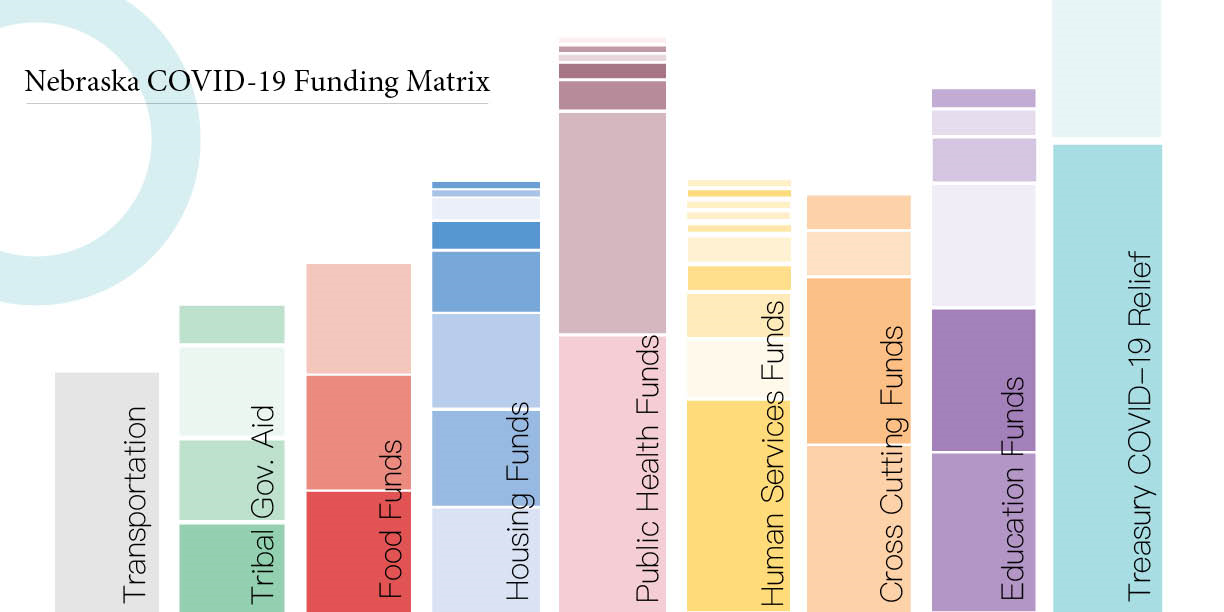 Nebraska COVID-19 Funding Matrix
Transportation
Tribal Gov. Aid
Food Funds
Housing Funds
Public Health Funds
Human Services Funds
Cross Cutting Funds
Education Funds
Treasury COVID–19 Relief